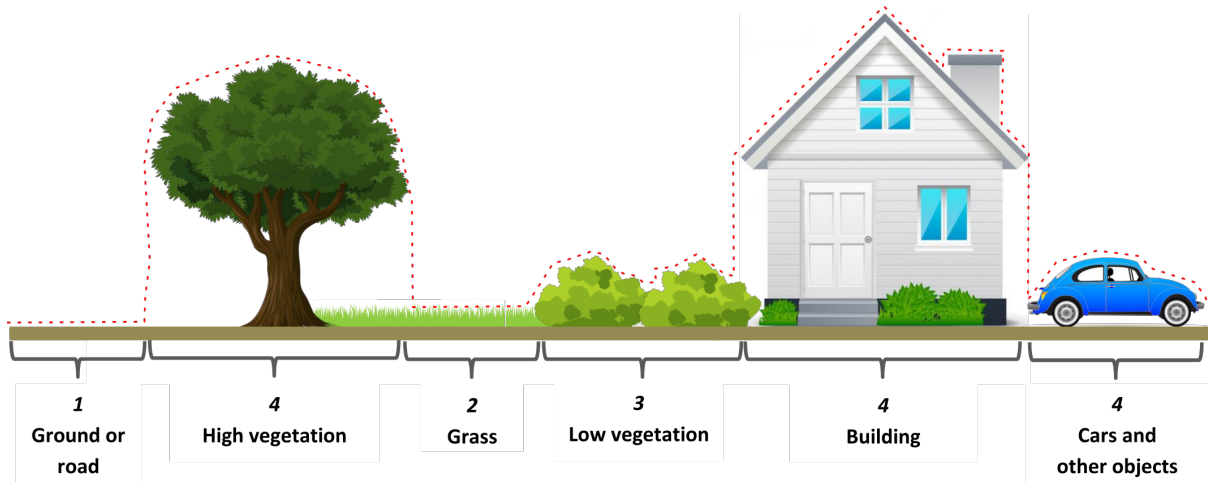 1
Ground or
road
4
High vegetation
2
Grass
3
Low vegetation
4
Building
4
Cars and
other objects